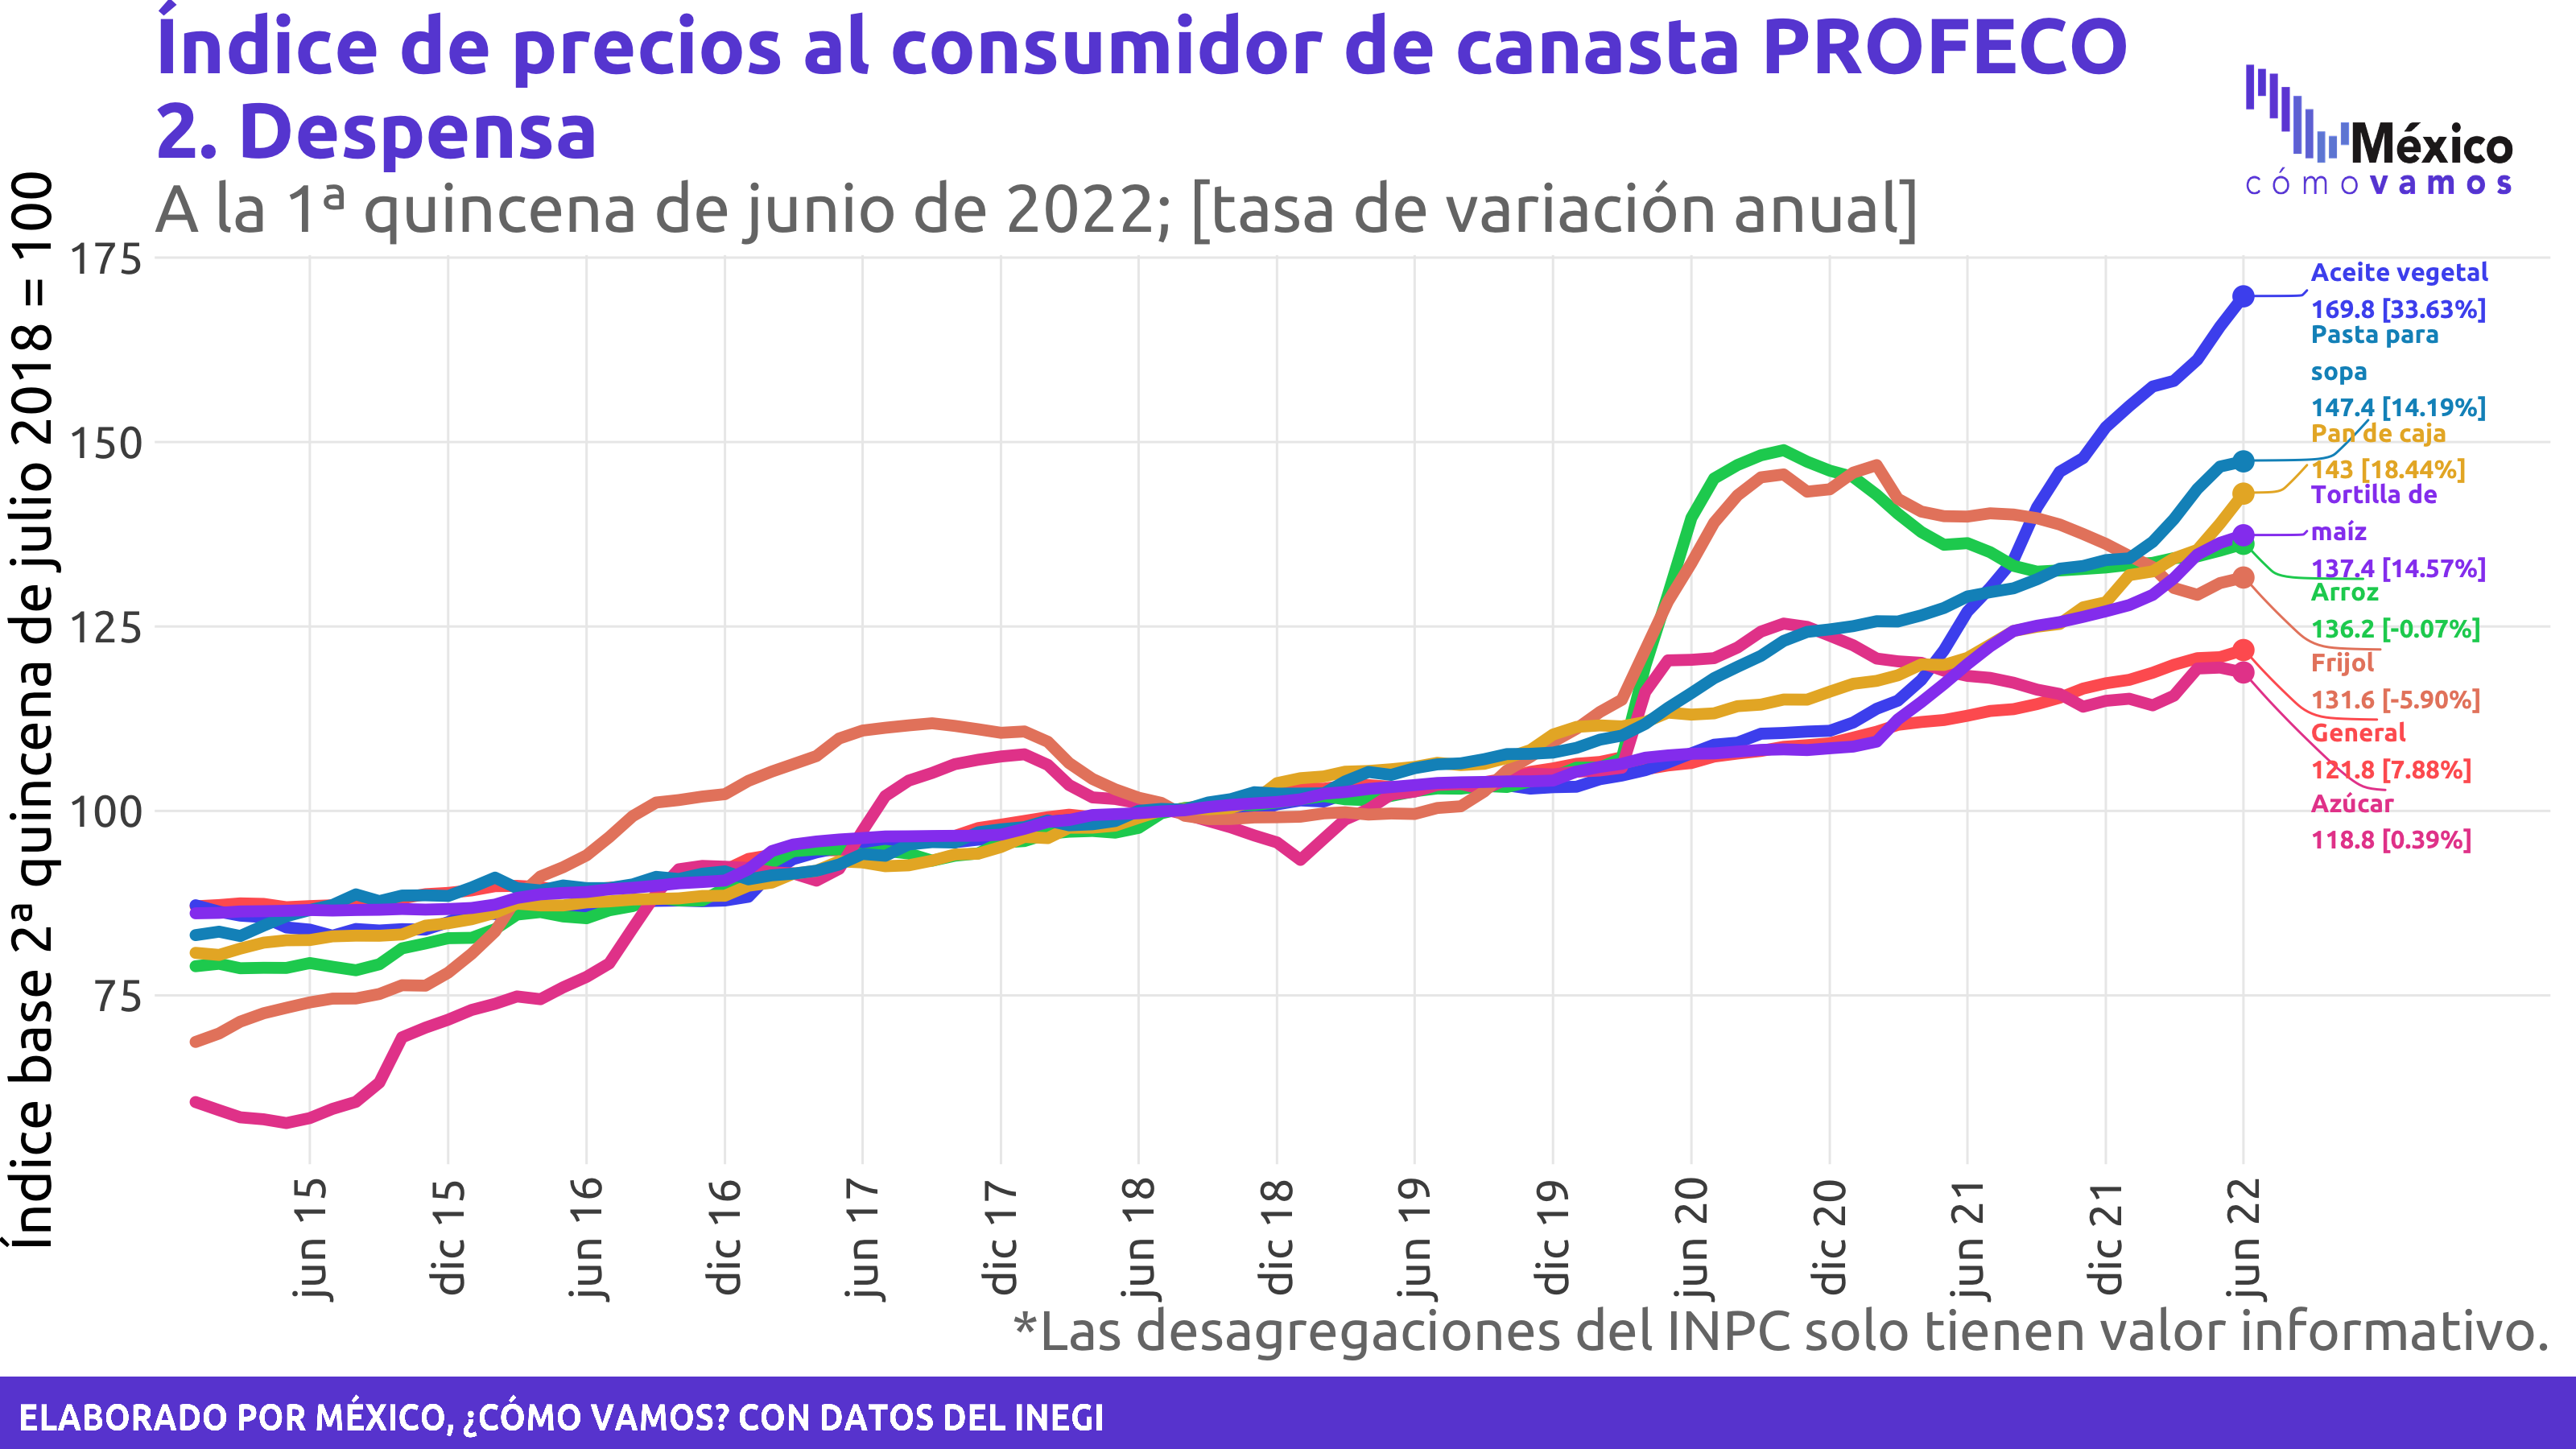 Índice de precios al consumidor de canasta PROFECO
2. Despensa
A la 1ª quincena de junio de 2022; [tasa de variación anual]
México
cómo vamos
Índice base 2ª quincena de julio 2018 = 100
175
150
125
100
75
Aceite vegetal
169.8 [33.63%]
Pasta para
sopa
147.4 [14.19%]
Pan de caja
143 [18.44%]
Tortilla de
maíz
137.4 [14.57%]
Arroz
136.2 [-0.07%]
Frijol
131.6 [-5.90%]
General
121.8 [7.88%]
Azúcar
118.8 [0.39%]
jun 15
dic 15
jun 16
dic 16
jun 17
dic 17
jun 18
dic 18
jun 19
dic 19
jun 20
dic 20
jun 21
dic 21
jun 22
*Las desagregaciones del INPC solo tienen valor informativo.
ELABORADO POR MÉXICO, ¿CÓMO VAMOS? CON DATOS DEL INEGI